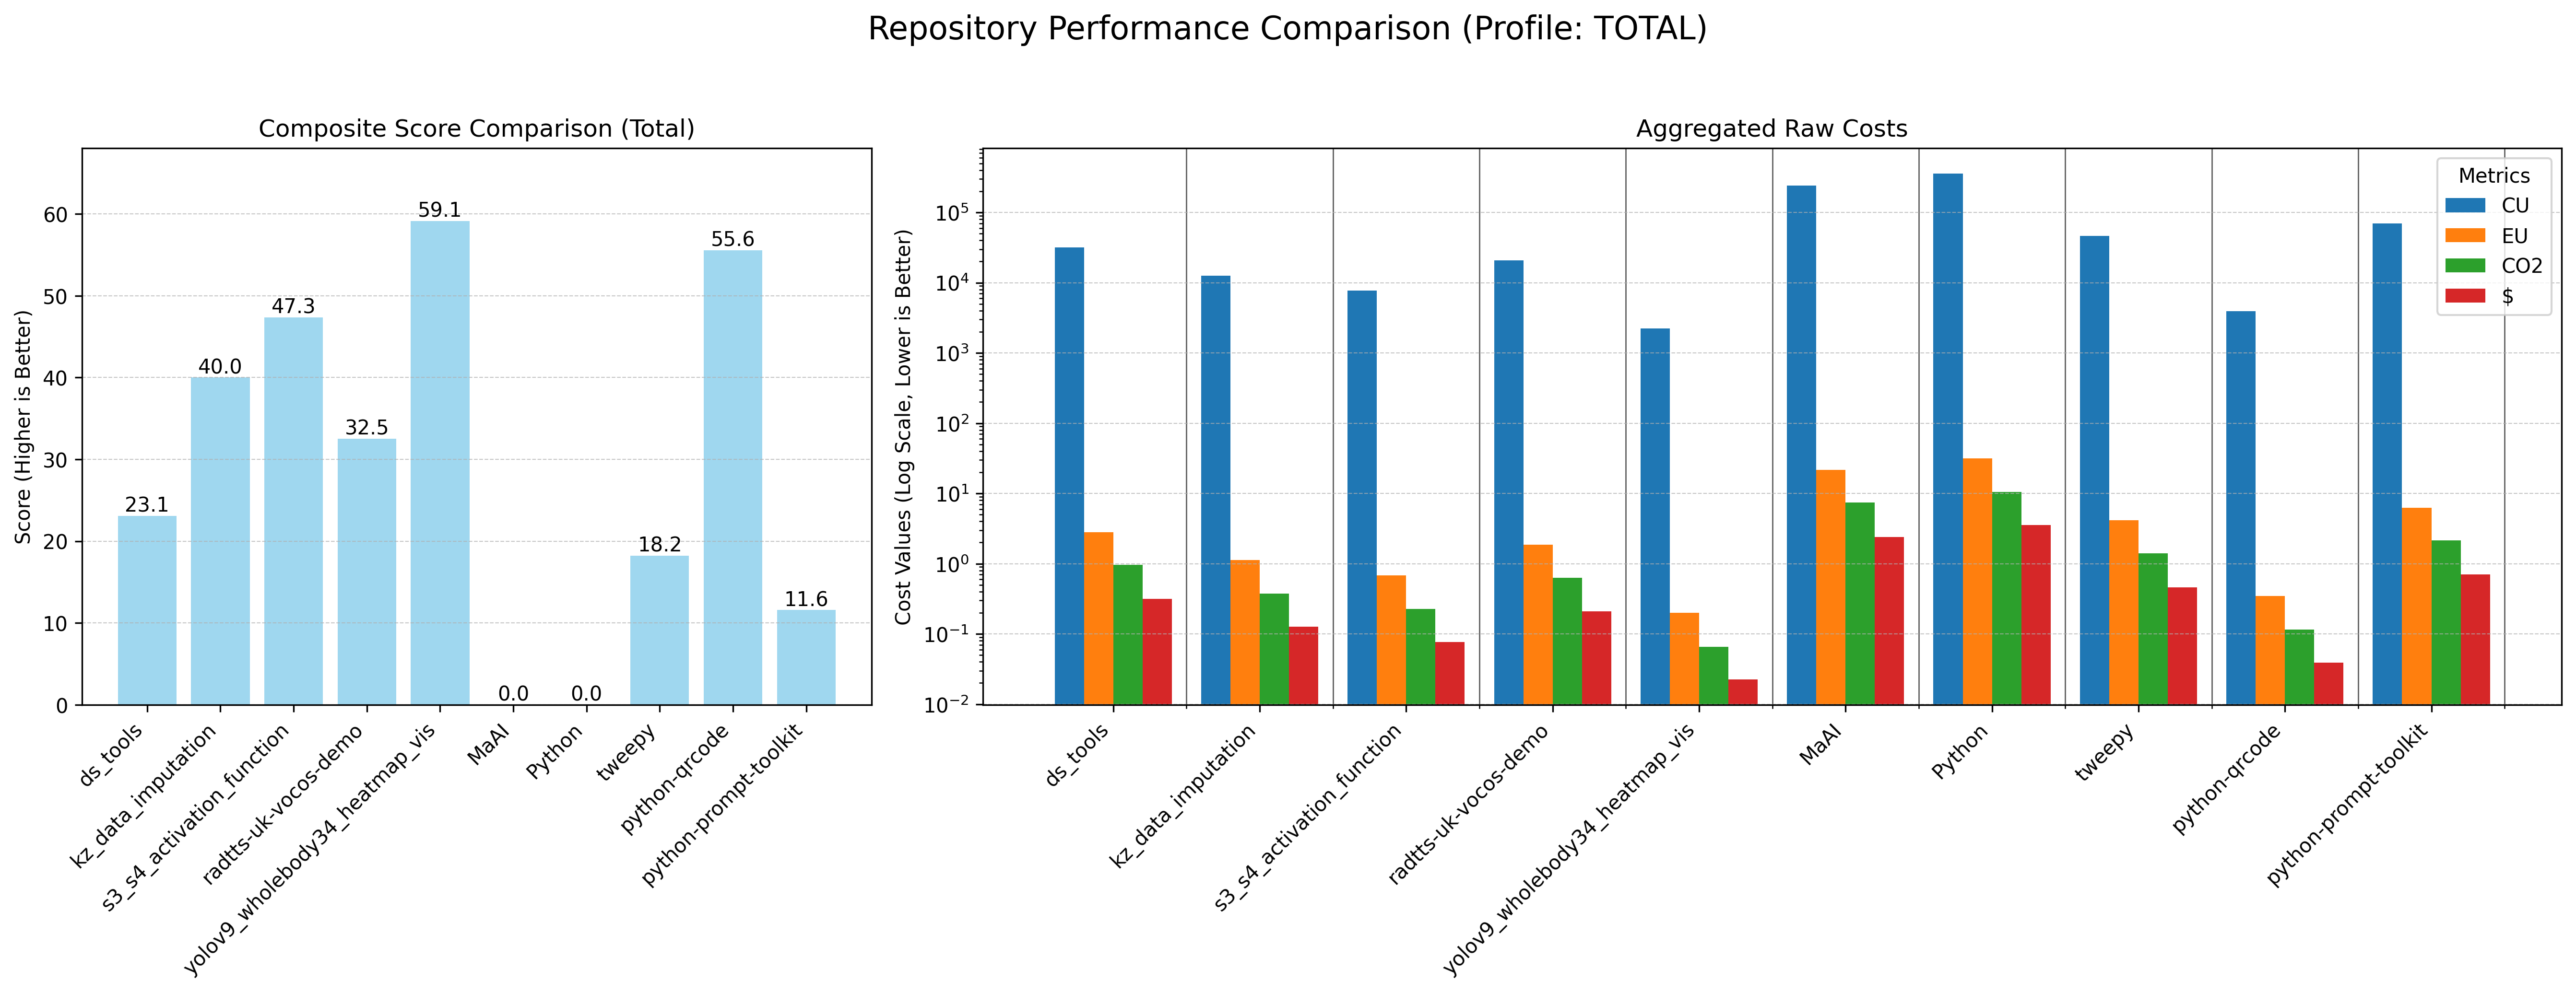 Repository Performance Comparison (Profile: TOTAL)
Composite Score Comparison (Total)
Score (Higher is Better)
60
50
40
30
20
10
0
23.1
40.0
47.3
32.5
59.1
0.0
0.0
18.2
55.6
11.6
ds_tools
kz_data_imputation
s3_s4_activation_function
radtts-uk-vocos-demo
yolov9_wholebody34_heatmap_vis
MaAI
Python
tweepy
python-qrcode
python-prompt-toolkit
Aggregated Raw Costs
Cost Values (Log Scale, Lower is Better)
10⁵
10⁴
10³
10²
10¹
10⁰
10⁻¹
10⁻²
Metrics
CU
EU
CO2
$
ds_tools
kz_data_imputation
s3_s4_activation_function
radtts-uk-vocos-demo
yolov9_wholebody34_heatmap_vis
MaAI
Python
tweepy
python-qrcode
python-prompt-toolkit